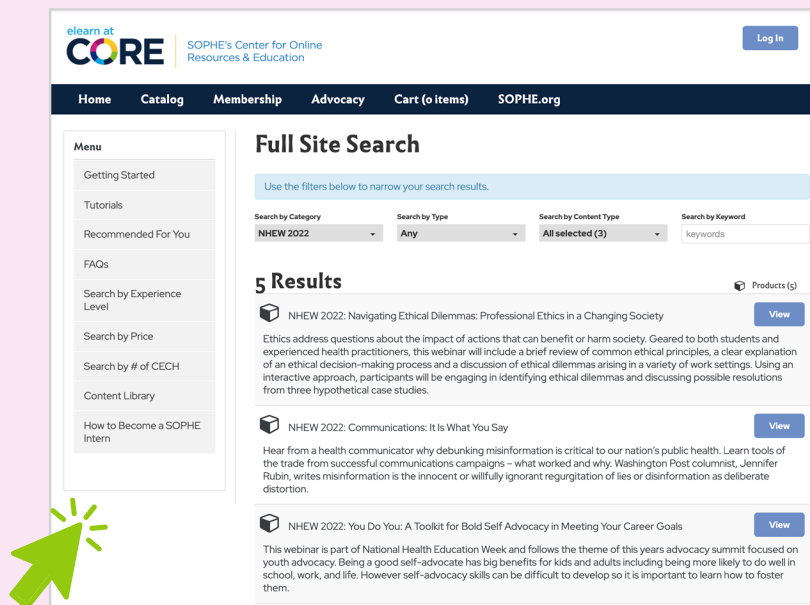 elearn at
CORE
SOPHE's Center for Online
Resources & Education
Log In
Home Catalog Membership Advocacy Cart (0 items) SOPHE.org
Menu
Getting Started
Tutorials
Recommended For You
FAQs
Search by Experience
Level
Search by Price
Search by # of CECH
Content Library
How to Become a SOPHE
Intern
Full Site Search
Use the filters below to narrow your search results.
Search by Category Search by Type Search by Content Type Search by Keyword
NHEW 2022 Any All selected (3) keywords
5 Results
Products (5)
NHEW 2022: Navigating Ethical Dilemmas: Professional Ethics in a Changing Society
View
Ethics address questions about the impact of actions that can benefit or harm society. Geared to both students and
experienced health practitioners, this webinar will include a brief review of common ethical principles, a clear explanation
of an ethical decision-making process and a discussion of ethical dilemmas arising in a variety of work settings. Using an
interactive approach, participants will be engaging in identifying ethical dilemmas and discussing possible resolutions
from three hypothetical case studies.
NHEW 2022: Communications: It Is What You Say
View
Hear from a health communicator why debunking misinformation is critical to our nation's public health. Learn tools of
the trade from successful communications campaigns – what worked and why. Washington Post columnist, Jennifer
Rubin, writes misinformation is the innocent or willfully ignorant regurgitation of lies or disinformation as deliberate
distortion.
NHEW 2022: You Do You: A Toolkit for Bold Self Advocacy in Meeting Your Career Goals
View
This webinar is part of National Health Education Week and follows the theme of this years advocacy summit focused on
youth advocacy. Being a good self-advocate has big benefits for kids and adults including being more likely to do well in
school, work, and life. However self-advocacy skills can be difficult to develop so it is important to learn how to foster
them.